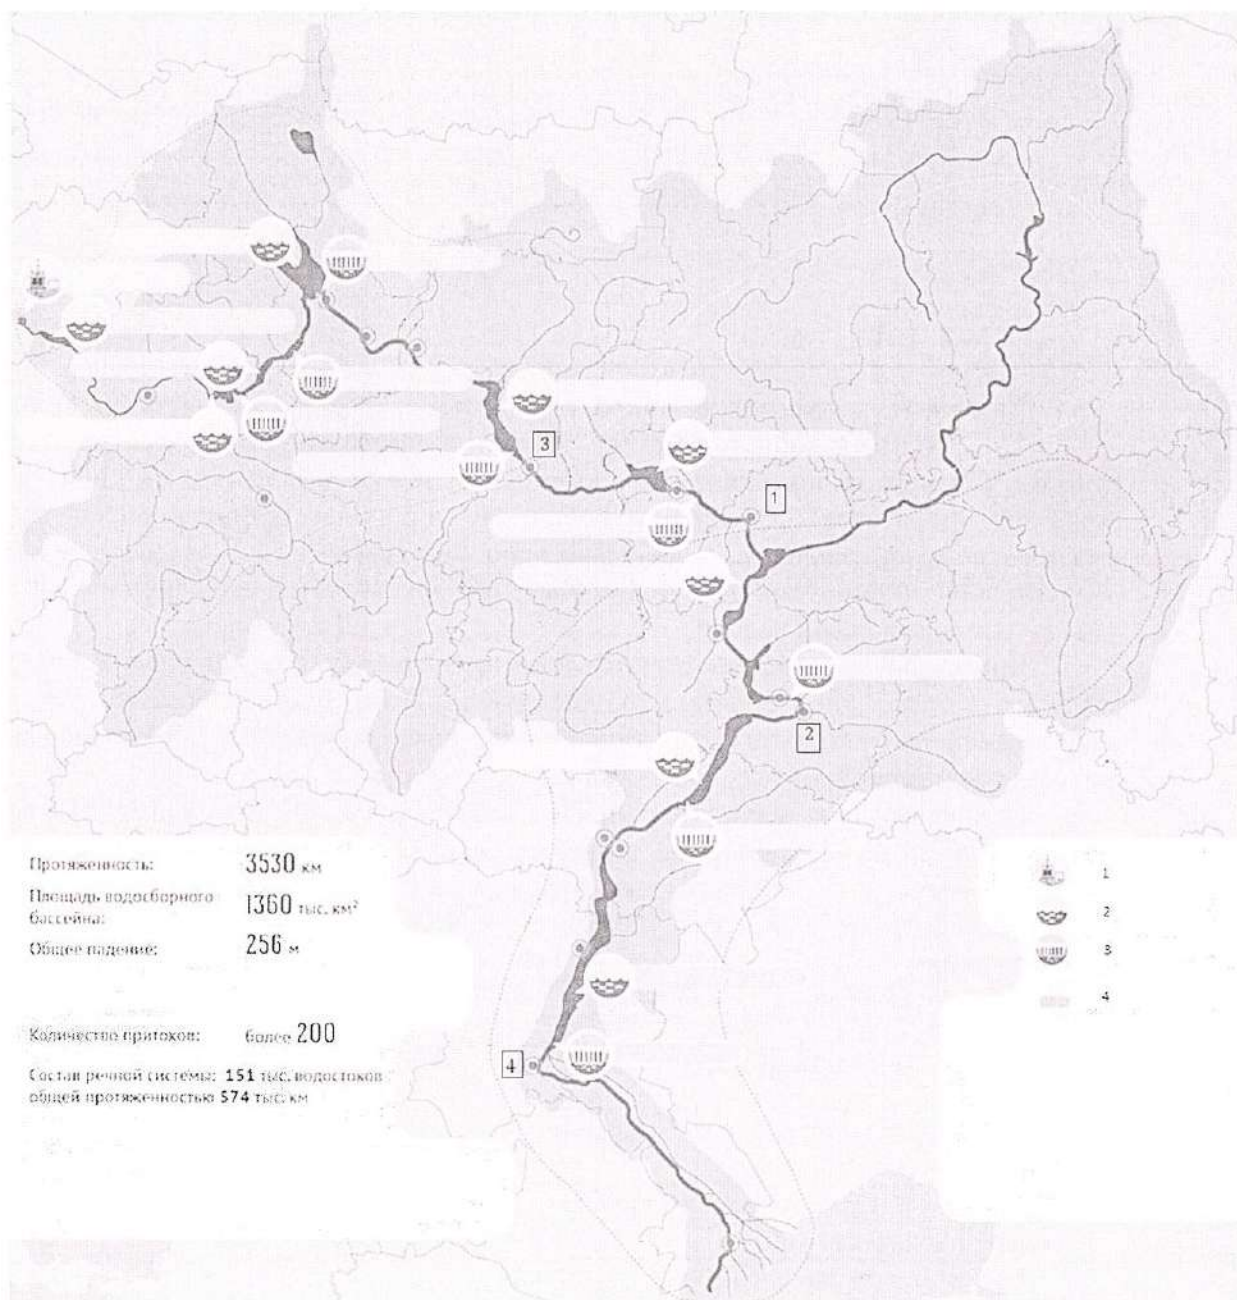 3
1
2
4
Протяженность: 3530 км
Площадь водосборного
бассейна: 1360 тыс. км²
Общее падение: 256 м
Количество притоков: более 200
Состав речной системы: 151 тыс. водостоков
общей протяженностью 574 тыс. км
1
2
3
4